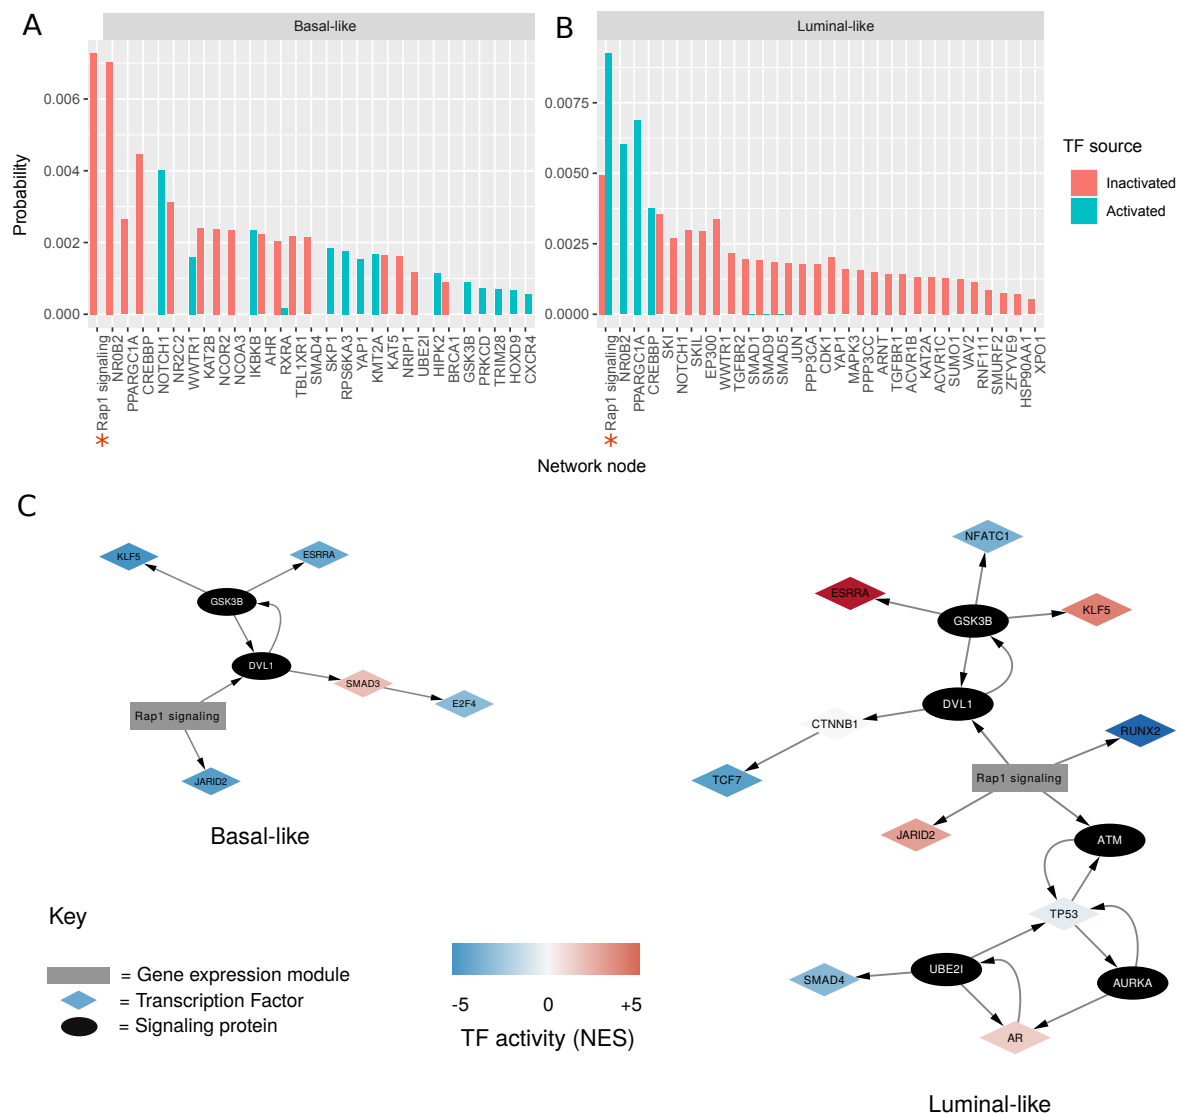 A
Basal-like
0.006
0.004
0.002
0.000
Probability
Rap1 signaling
NR0B2
PPARGC1A
CREBBP
NOTCH1
NR2C2
WWTR1
KAT2B
NCOR2
NCOA3
IKBKB
AHR
RXRA
TBL1XR1
SMAD4
SKP1
RPS6KA3
YAP1
KMT2A
KAT5
NRIP1
UBE2I
HIPK2
BRCA1
GSK3B
PRKCD
TRIM28
HOXD9
CXCR4
*
B
Luminal-like
0.0075
0.0050
0.0025
0.0000
Rap1 signaling
NR0B2
PPARGC1A
CREBBP
SKI
NOTCH1
SKIL
EP300
WWTR1
TGFBR2
SMAD1
SMAD9
SMAD5
JUN
PPP3CA
CDK1
YAP1
MAPK3
PPP3CC
ARNT
TGFBR1
ACVR1B
KAT2A
ACVR1C
SUMO1
VAV2
RNF111
SMURF2
ZFYVE9
HSP90AA1
XPO1
*
Network node
TF source
Inactivated
Activated
C
KLF5
ESRRA
GSK3B
DVL1
SMAD3
E2F4
Rap1 signaling
JARID2
Basal-like
NFATC1
ESRRA
KLF5
GSK3B
DVL1
CTNNB1
RUNX2
TCF7
Rap1 signaling
JARID2
ATM
TP53
UBE2I
SMAD4
AURKA
AR
Luminal-like
Key
= Gene expression module
= Transcription Factor
= Signaling protein
-5 0 +5
TF activity (NES)